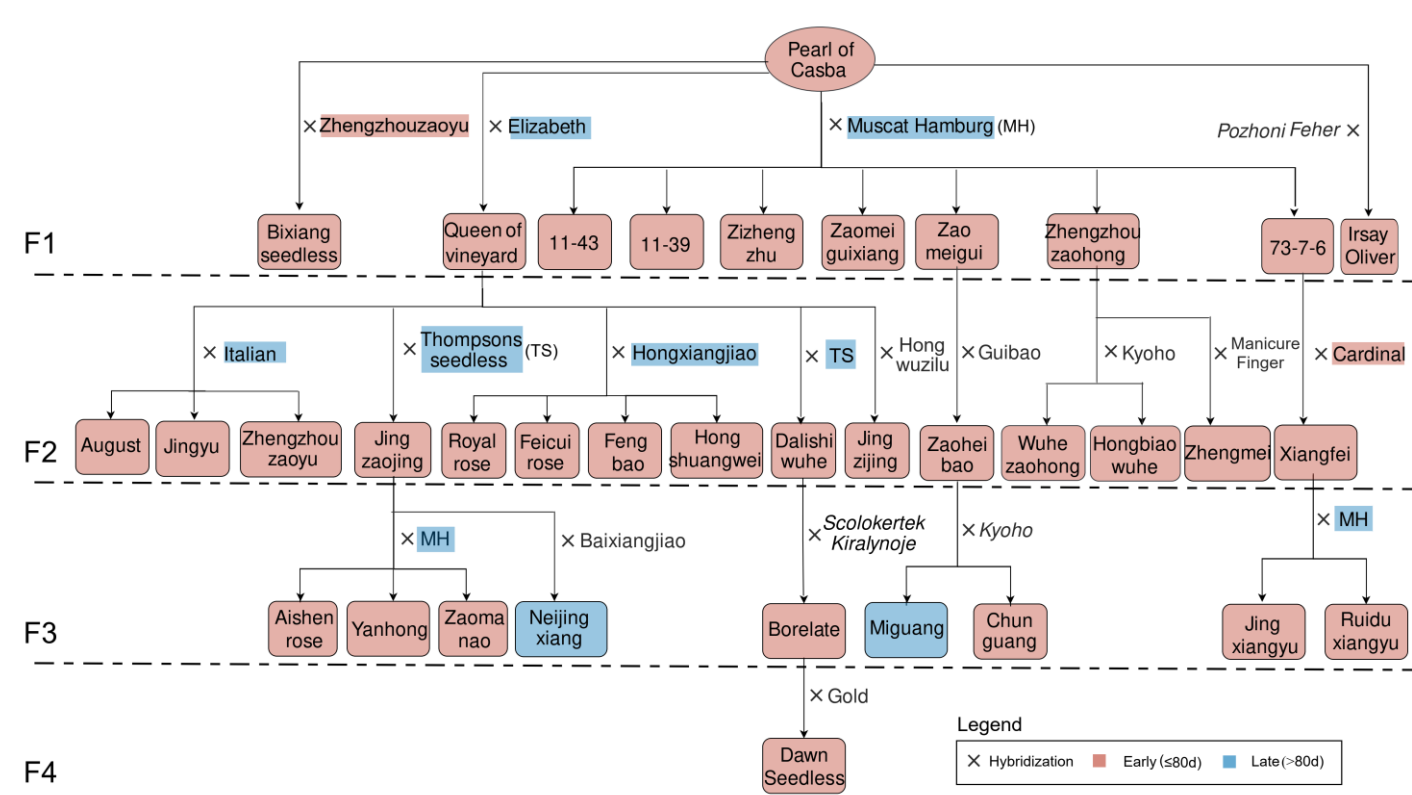 Pearl of
Casba
× Zhengzhouzaoyu
× Elizabeth
× Muscat Hamburg (MH)
Pozhoni Feher ×
F1
Bixiang
seedless
Queen of
vineyard
11-43
11-39
Zizheng
zhu
Zaomei
guixiang
Zao
meigui
Zhengzhou
zaohong
73-7-6
Irsay
Oliver
× Italian
× Thompsons
seedless (TS)
× Hongxiangjiao
× TS
× Hong
wuzilu
× Guibao
× Kyoho
× Manicure
Finger
× Cardinal
F2
August
Jingyu
Zhengzhou
zaoyu
Jing
zaojing
Royal
rose
Feicui
rose
Feng
bao
Hong
shuangwei
Dalishi
wuhe
Jing
zijing
Zaohei
bao
Wuhe
zaohong
Hongbiao
wuhe
Zhengmei
Xiangfei
× MH
× Baixiangjiao
× Scolokertek
Kiralynoje
× Kyoho
× MH
F3
Aishen
rose
Yanhong
Zaoma
nao
Neijing
xiang
Borelate
Miguang
Chun
guang
Jing
xiangyu
Ruidu
xiangyu
× Gold
F4
Dawn
Seedless
Legend
× Hybridization Early (≤80d) Late (>80d)